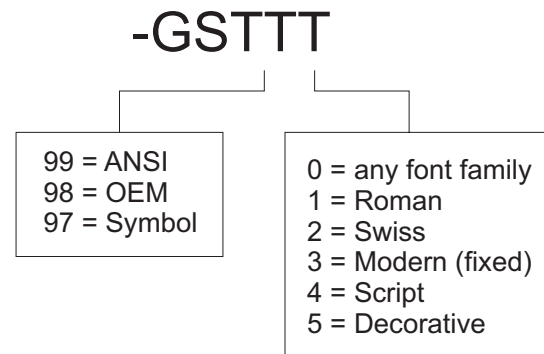 -GSTTT
99 = ANSI
98 = OEM
97 = Symbol
0 = any font family
1 = Roman
2 = Swiss
3 = Modern (fixed)
4 = Script
5 = Decorative